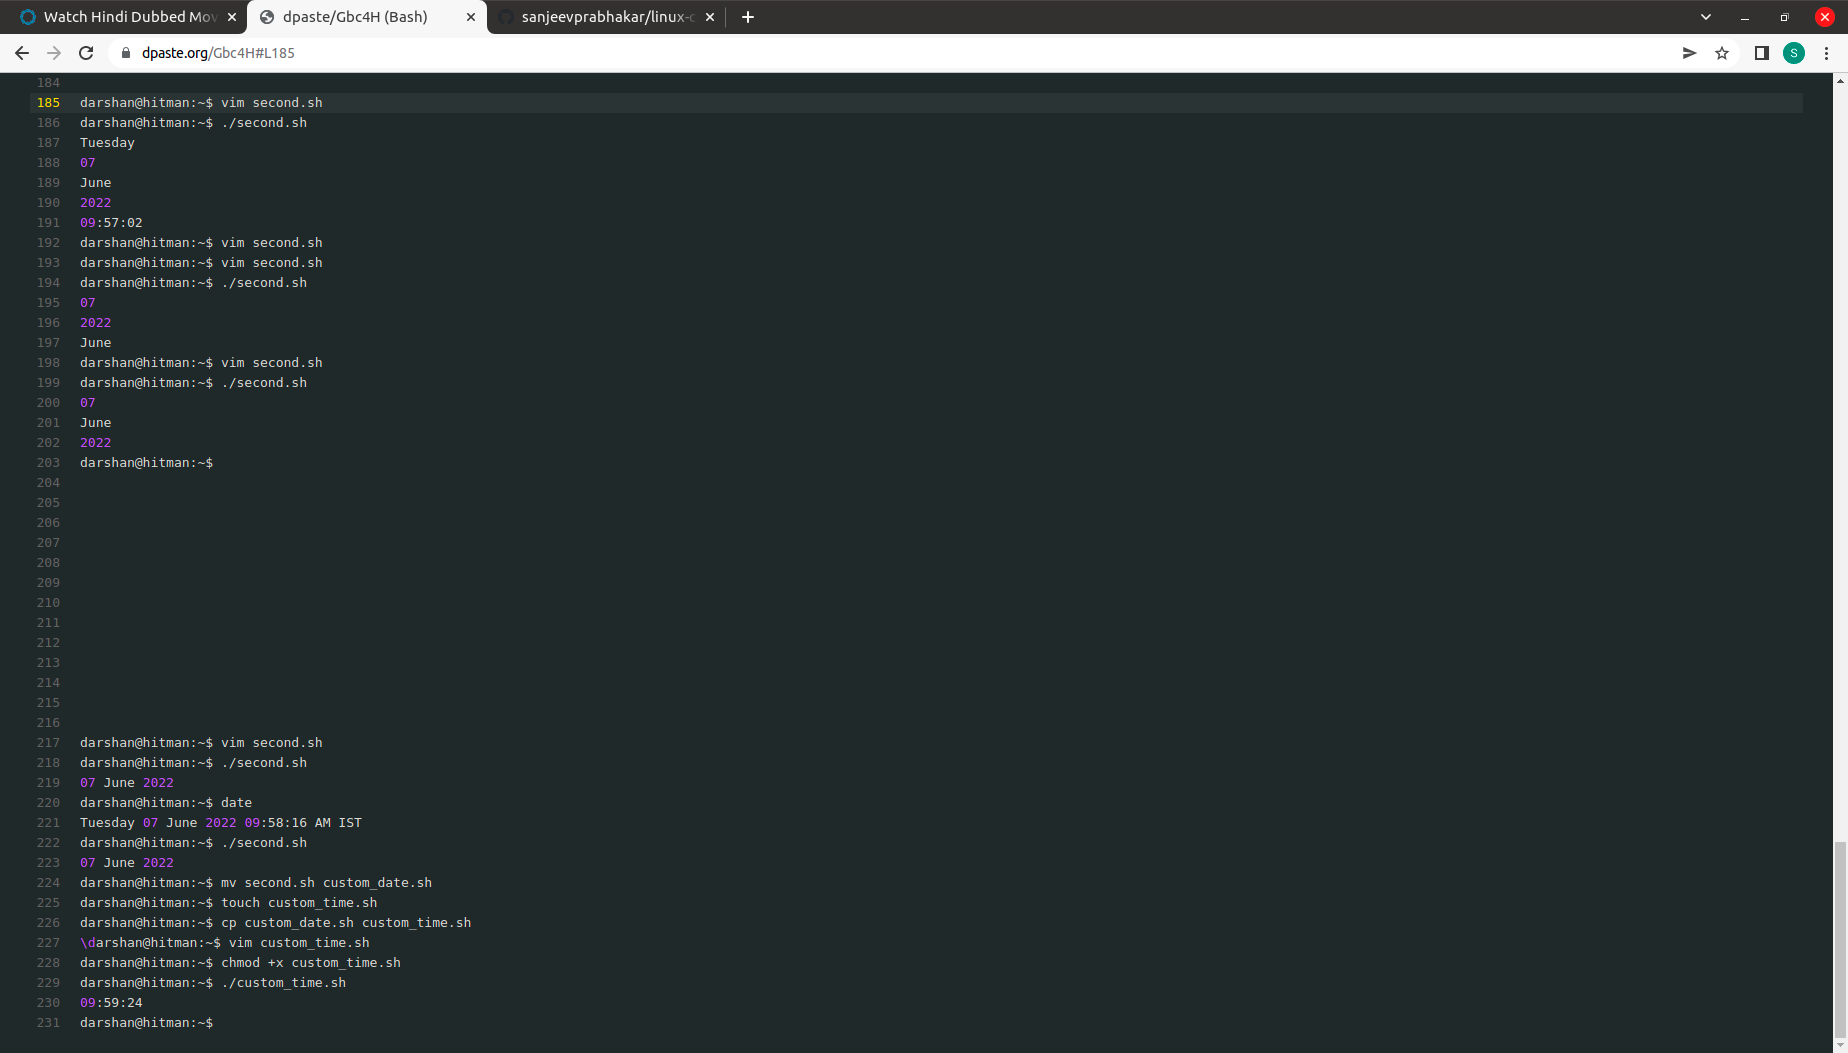 Watch Hindi Dubbed Mov
dpaste/Gbc4H (Bash)
sanjeevprabhakar/linux-c
dpaste.org/Gbc4H#L185
S
184
185 darshan@hitman:~$ vim second.sh
186 darshan@hitman:~$ ./second.sh
187 Tuesday
188 07
189 June
190 2022
191 09:57:02
192 darshan@hitman:~$ vim second.sh
193 darshan@hitman:~$ vim second.sh
194 darshan@hitman:~$ ./second.sh
195 07
196 2022
197 June
198 darshan@hitman:~$ vim second.sh
199 darshan@hitman:~$ ./second.sh
200 07
201 June
202 2022
203 darshan@hitman:~$
204
205
206
207
208
209
210
211
212
213
214
215
216
217 darshan@hitman:~$ vim second.sh
218 darshan@hitman:~$ ./second.sh
219 07 June 2022
220 darshan@hitman:~$ date
221 Tuesday 07 June 2022 09:58:16 AM IST
222 darshan@hitman:~$ ./second.sh
223 07 June 2022
224 darshan@hitman:~$ mv second.sh custom_date.sh
225 darshan@hitman:~$ touch custom_time.sh
226 darshan@hitman:~$ cp custom_date.sh custom_time.sh
227 \darshan@hitman:~$ vim custom_time.sh
228 darshan@hitman:~$ chmod +x custom_time.sh
229 darshan@hitman:~$ ./custom_time.sh
230 09:59:24
231 darshan@hitman:~$